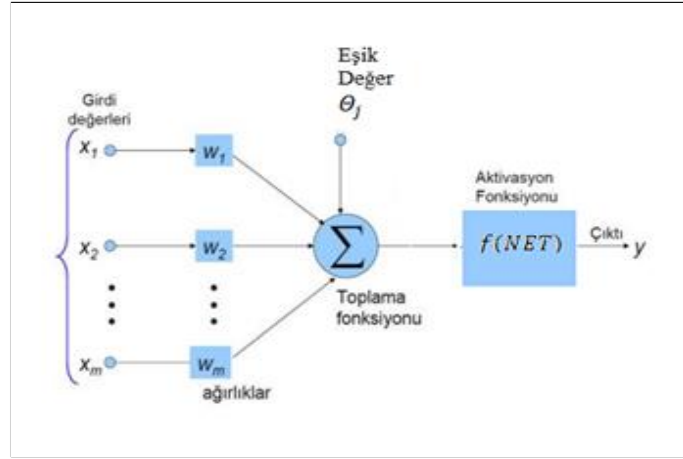 Eşik
Değer
Θj
Girdi
değerleri
x1
w1
Aktivasyon
Fonksiyonu
x2
w2
Σ
f(NET)
Çıktı
y
Toplama
fonksiyonu
xm
wm
ağırlıklar